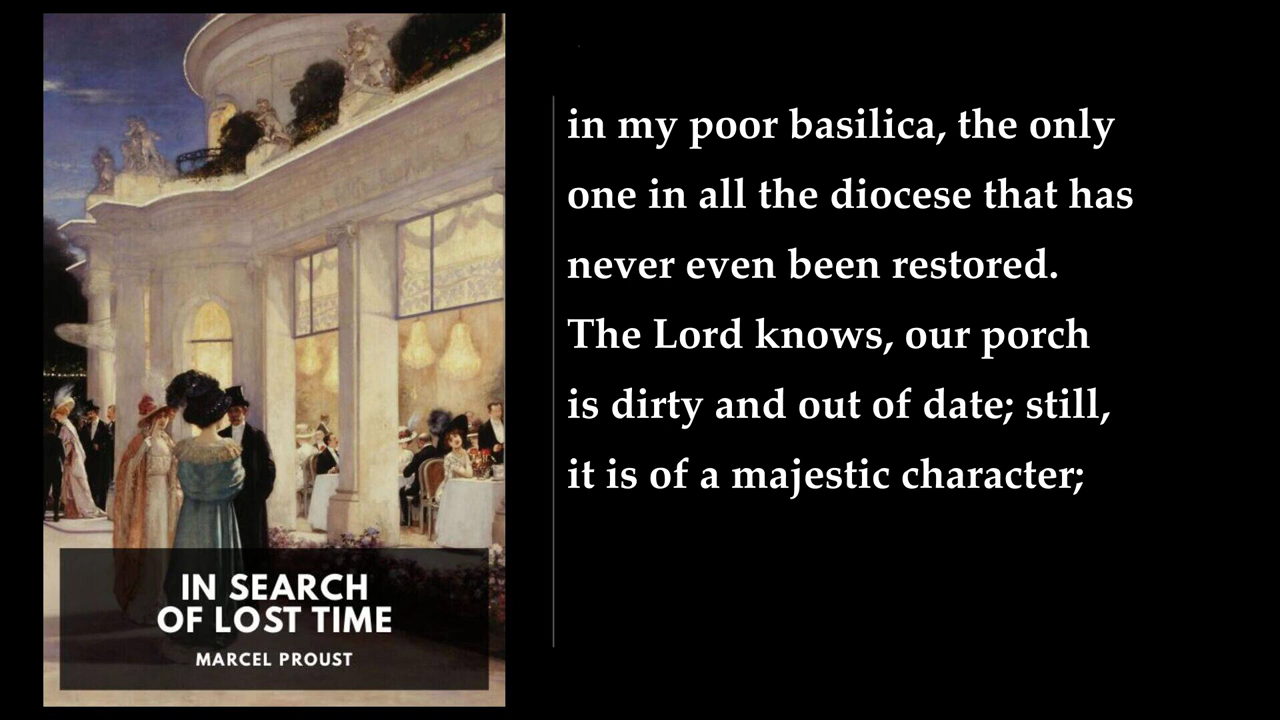 in my poor basilica, the only
one in all the diocese that has
never even been restored.
The Lord knows, our porch
is dirty and out of date; still,
it is of a majestic character;
IN SEARCH
OF LOST TIME
MARCEL PROUST